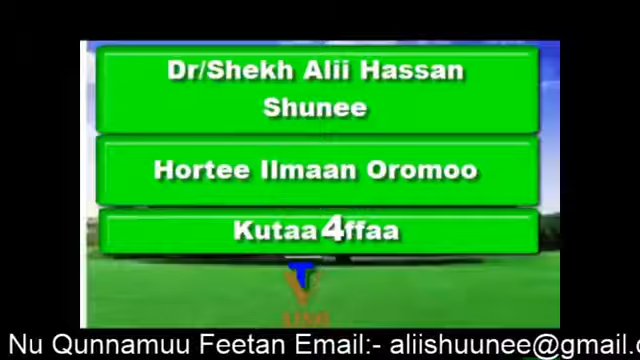 Dr/Shekh Alii Hassan
Shunee
Hortee Ilmaan Oromoo
Kutaa 4ffaa
Nu Qunnamuu Feetan Email:- aliishuunee@gmail.